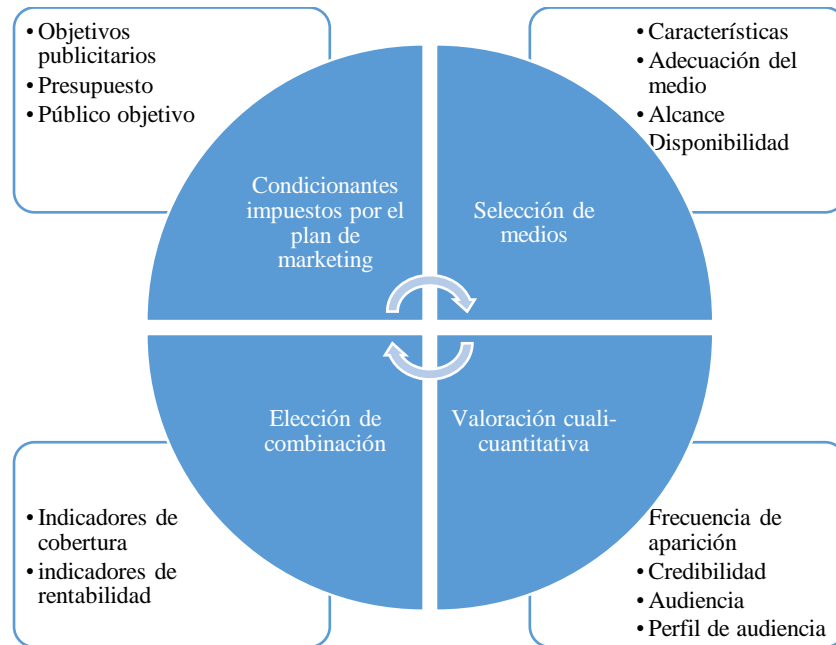 • Objetivos
publicitarios
• Presupuesto
• Público objetivo
• Características
• Adecuación del
medio
• Alcance
Disponibilidad
Condicionantes
impuestos por el
plan de
marketing
Selección de
medios
Elección de
combinación
Valoración cuali-
cuantitativa
• Indicadores de
cobertura
• indicadores de
rentabilidad
Frecuencia de
aparición
• Credibilidad
• Audiencia
• Perfil de audiencia